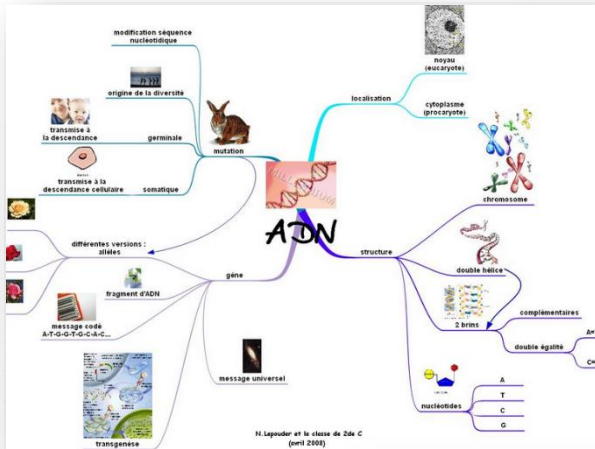 modification séquence
nucléotidique
origine de la diversité
transmise à
la descendance
germinale
mutation
transmise à la
descendance cellulaire
somatique
noyau
(eucaryote)
localisation
cytoplasme
(procaryote)
ADN
chromosome
structure
double hélice
2 brins
complémentaires
double égalité
A=
C=
nucléotides
A
T
C
G
différentes versions :
allèles
gène
fragment d'ADN
message codé
A-T-G-G-T-G-C-A-C...
message universel
transgenèse
N.Lepouder et la classe de 2de C
(avril 2008)